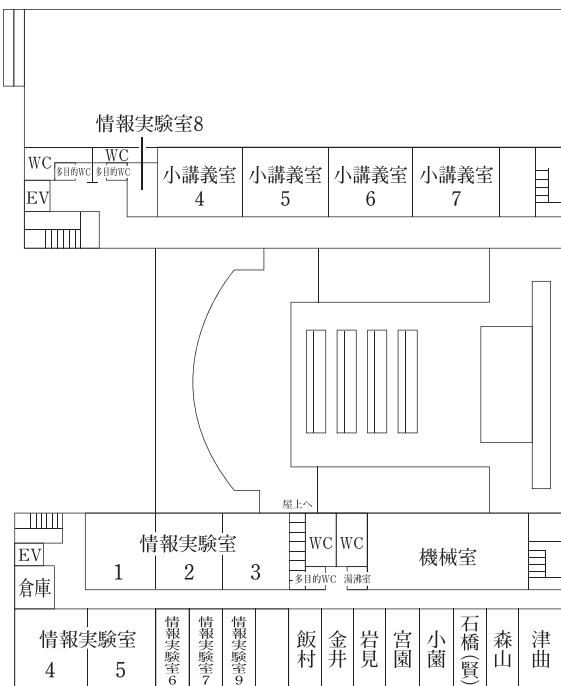 情報実験室8
WC
WC
多目的WC
多目的WC
EV
小講義室
4
小講義室
5
小講義室
6
小講義室
7
屋上へ
EV
倉庫
情報実験室
1
2
3
WC
WC
多目的WC
湯沸室
機械室
情報実験室
4
5
情報実験室6
情報実験室7
情報実験室9
飯村
金井
岩見
宮園
小薗
石橋(賢)
森山
津曲